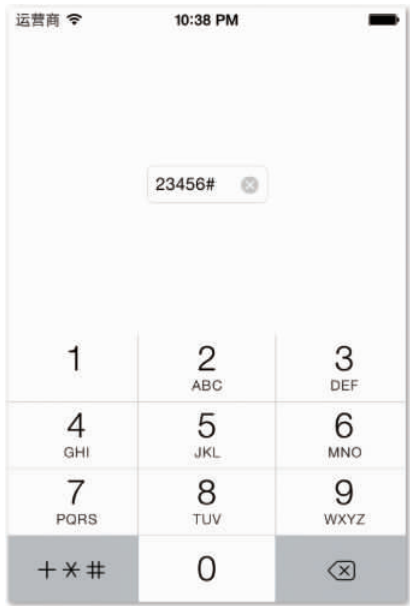 运营商 10:38 PM
23456#
1 2 3
ABC DEF
4 5 6
GHI JKL MNO
7 8 9
PQRS TUV WXYZ
+*# 0